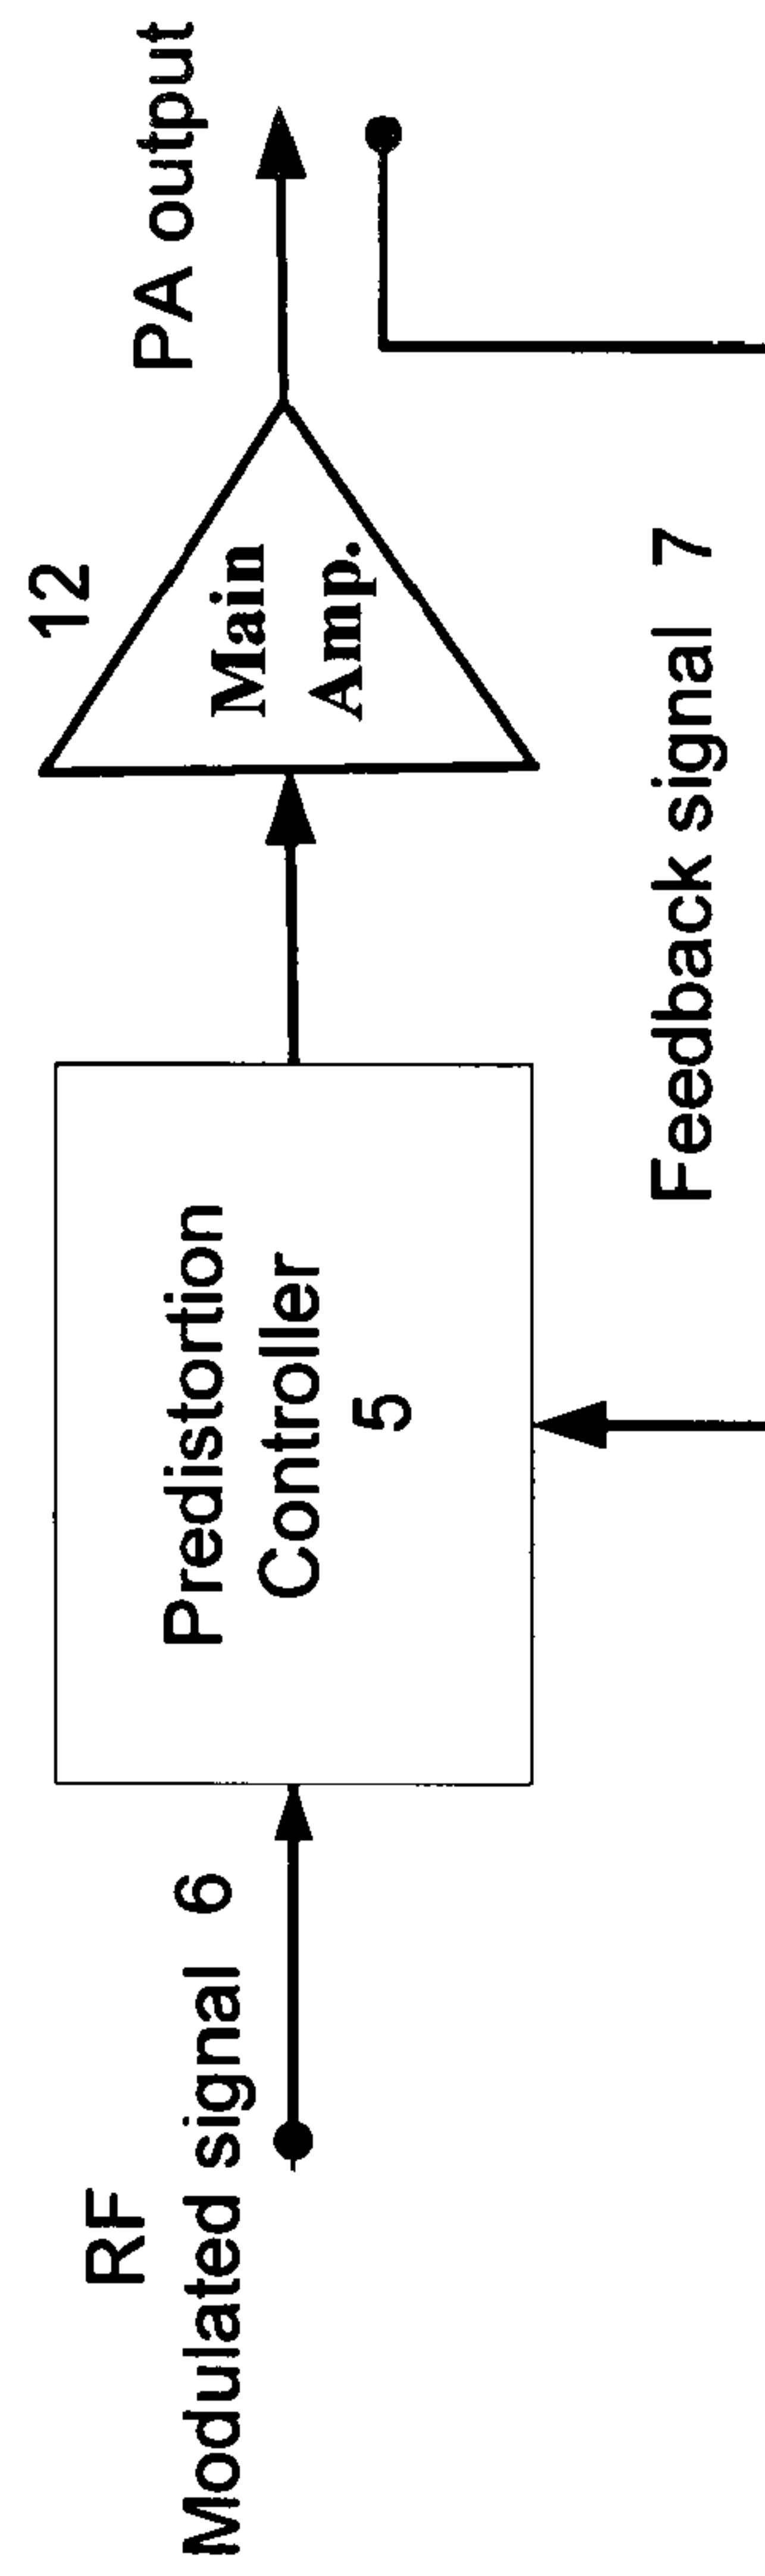 RF
Modulated signal 6
Predistortion
Controller
5
12
Main
Amp.
PA output
Feedback signal 7